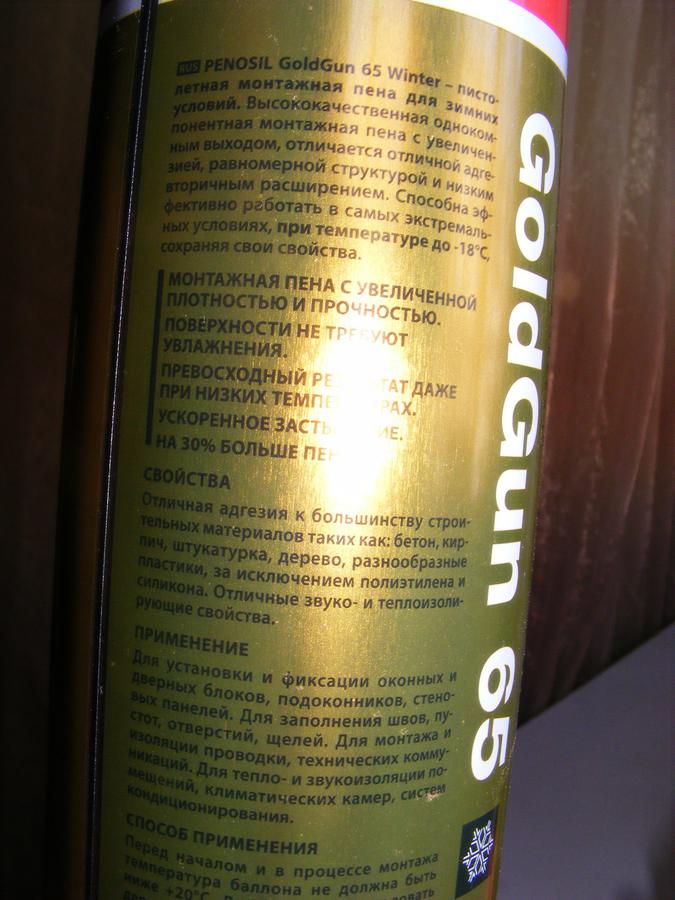 RUS PENOSIL GoldGun 65 Winter – писто-
летная монтажная пена для зимних
условий. Высококачественная одноком-
понентная монтажная пена с увеличен-
ным выходом, отличается отличной адге-
зией, равномерной структурой и низким
вторичным расширением. Способна эф-
фективно работать в самых экстремаль-
ных условиях, при температуре до -18°C,
сохраняя свои свойства.
МОНТАЖНАЯ ПЕНА С УВЕЛИЧЕННОЙ
ПЛОТНОСТЬЮ И ПРОЧНОСТЬЮ.
ПОВЕРХНОСТИ НЕ ТРЕБУЮТ
УВЛАЖНЕНИЯ.
ПРЕВОСХОДНЫЙ ДАЖЕ
ПРИ НИЗКИХ
УСКОРЕННОЕ
НА 30% БОЛЬШЕ
СВОЙСТВА
Отличная адгезия к большинству строи-
тельных материалов таких как: бетон, кир-
пич, штукатурка, дерево, разнообразные
пластики, за исключением полиэтилена и
силикона. Отличные звуко- и теплоизоли-
рующие свойства.
ПРИМЕНЕНИЕ
Для установки и фиксации оконных и
дверных блоков, подоконников, стено-
вых панелей. Для заполнения швов, пу-
стот, отверстий, щелей. Для монтажа и
изоляции проводки, технических комму-
никаций. Для тепло- и звукоизоляции по-
мещений, климатических камер, систем
кондиционирования.
СПОСОБ ПРИМЕНЕНИЯ
Перед началом и в процессе монтажа
температура баллона не должна быть
ниже +20°C,
GoldGun 65